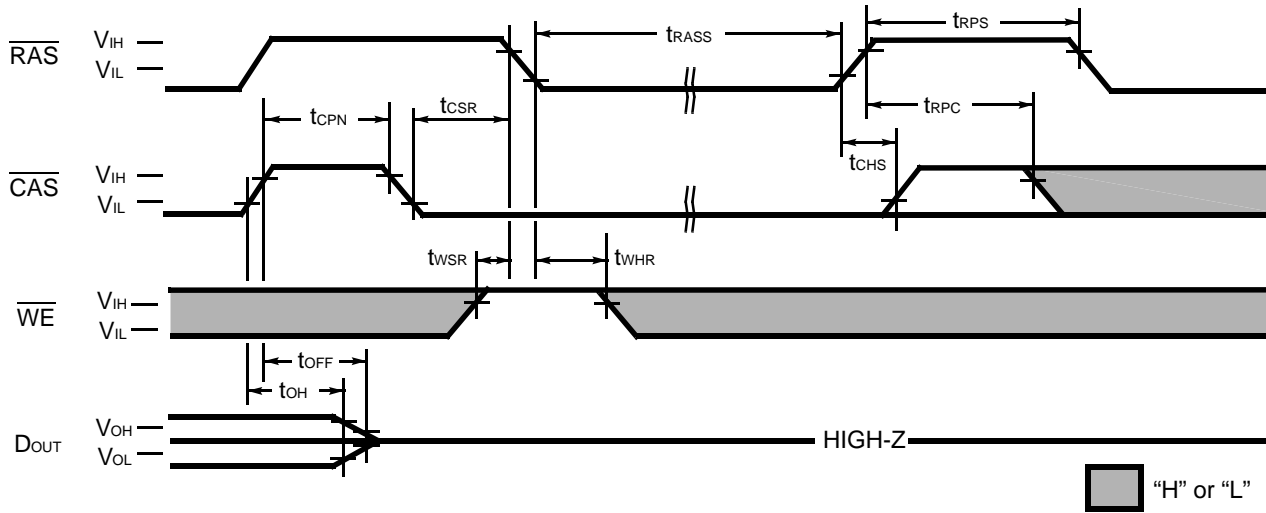 RAS
VIH
VIL
tRASS
tRPS
tCPN
tCSR
tRPC
tCHS
CAS
VIH
VIL
tWSR
tWHR
WE
VIH
VIL
tOFF
tOH
DOUT
VOH
VOL
HIGH-Z
“H” or “L”